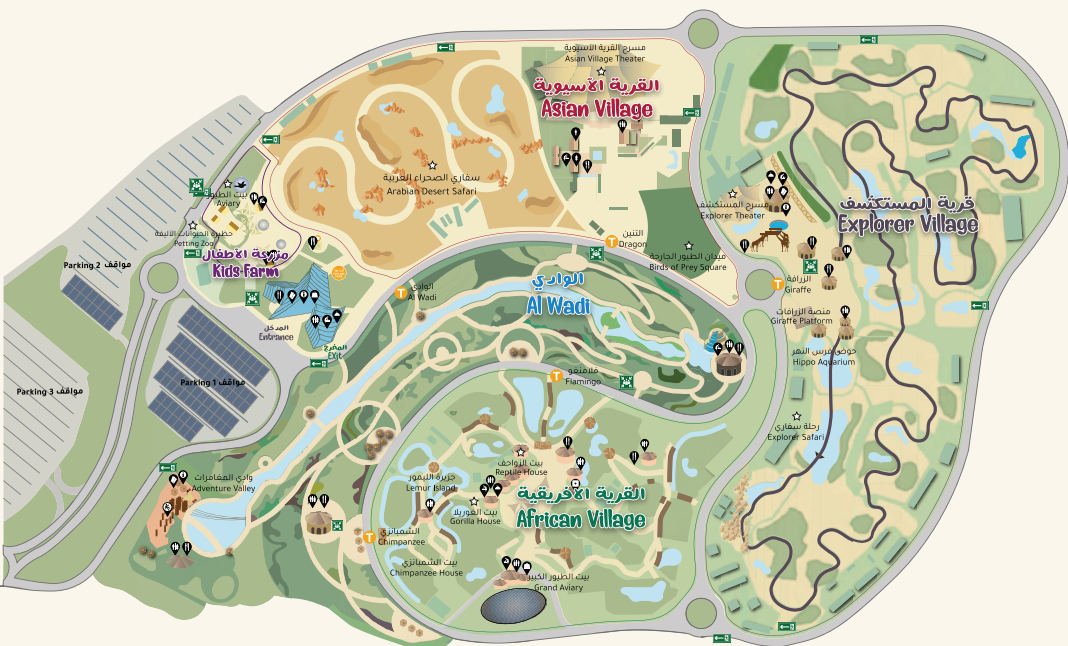 مسرح القرية الآسيوية
Asian Village Theater
القرية الآسيوية
Asian Village
سفاري الصحراء العربية
Arabian Desert Safari
بيت الطيور
Aviary
حظيرة الحيوانات الأليفة
Petting Zoo
مزرعة الأطفال
Kids Farm
مسرح المستكشف
Explorer Theater
قرية المستكشف
Explorer Village
T
التنين
Dragon
ميدان الطيور الجارحة
Birds of Prey Square
مواقف Parking 2
الوادي
Al Wadi
T
الوادي
Al Wadi
T
الزرافة
Giraffe
منصة الزرافات
Giraffe Platform
المدخل
Entrance
المخرج
Exit
حوض فرس النهر
Hippo Aquarium
مواقف Parking 1
مواقف Parking 3
T
فلامنغو
Flamingo
رحلة سفاري
Explorer Safari
وادي المغامرات
Adventure Valley
بيت الزواحف
Reptile House
جزيرة الليمور
Lemur Island
القرية الافريقية
African Village
بيت الغوريلا
Gorilla House
T
الشمبانزي
Chimpanzee
بيت الشمبانزي
Chimpanzee House
بيت الطيور الكبير
Grand Aviary